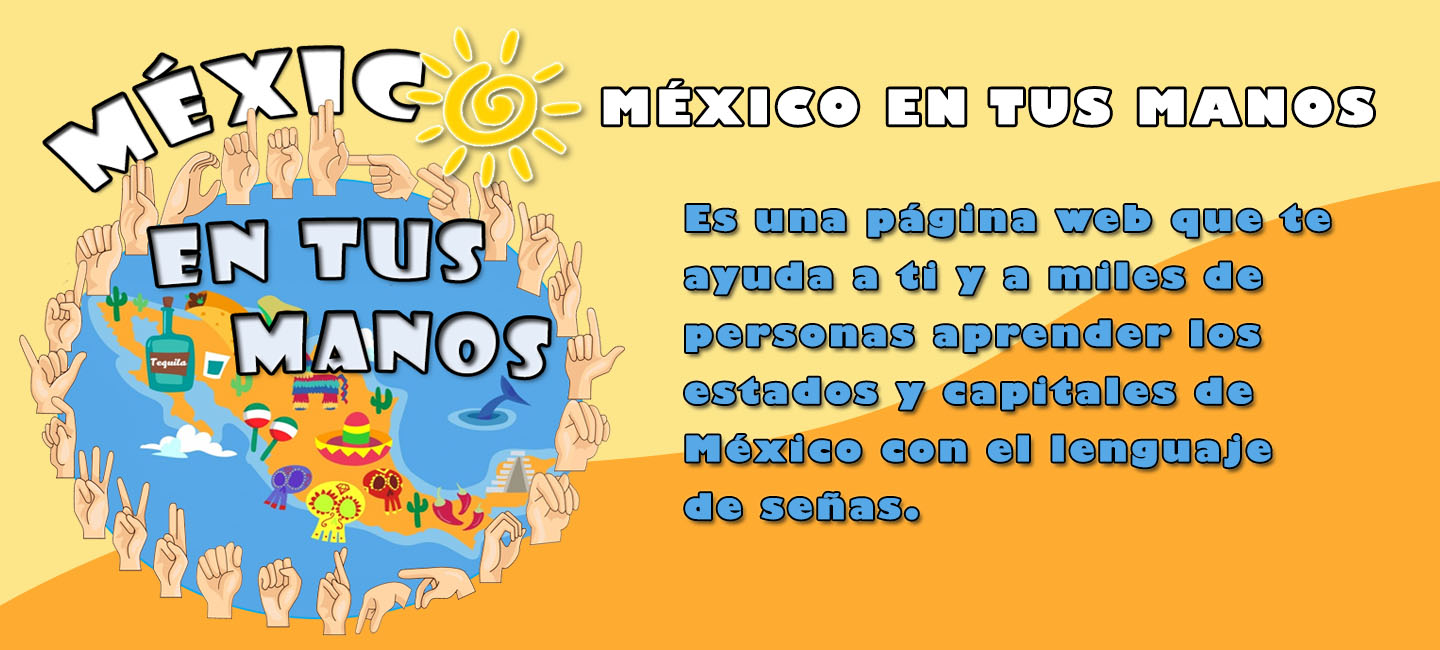 MÉXICO
EN TUS
MANOS
Tequila
MÉXICO EN TUS MANOS
Es una página web que te
ayuda a ti y a miles de
personas aprender los
estados y capitales de
México con el lenguaje
de señas.